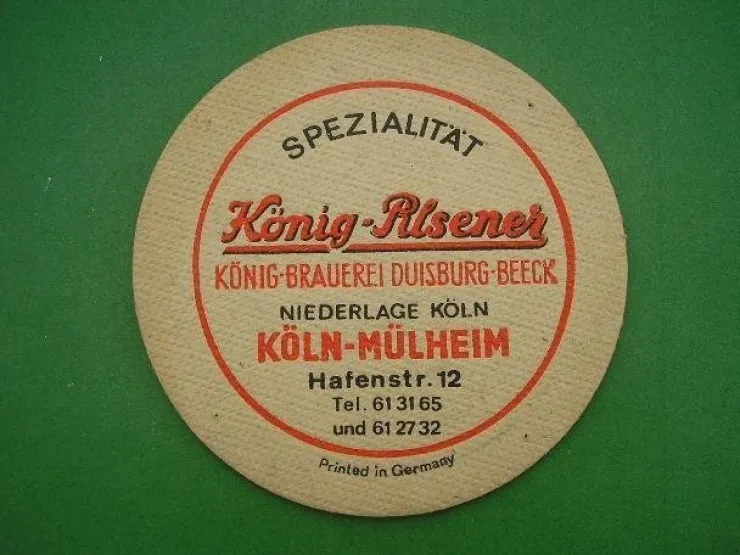 SPEZIALITÄT
König-Pilsener
KÖNIG-BRAUEREI DUISBURG-BEECK
NIEDERLAGE KÖLN
KÖLN-MÜLHEIM
Hafenstr. 12
Tel. 61 31 65
und 61 27 32
Printed in Germany